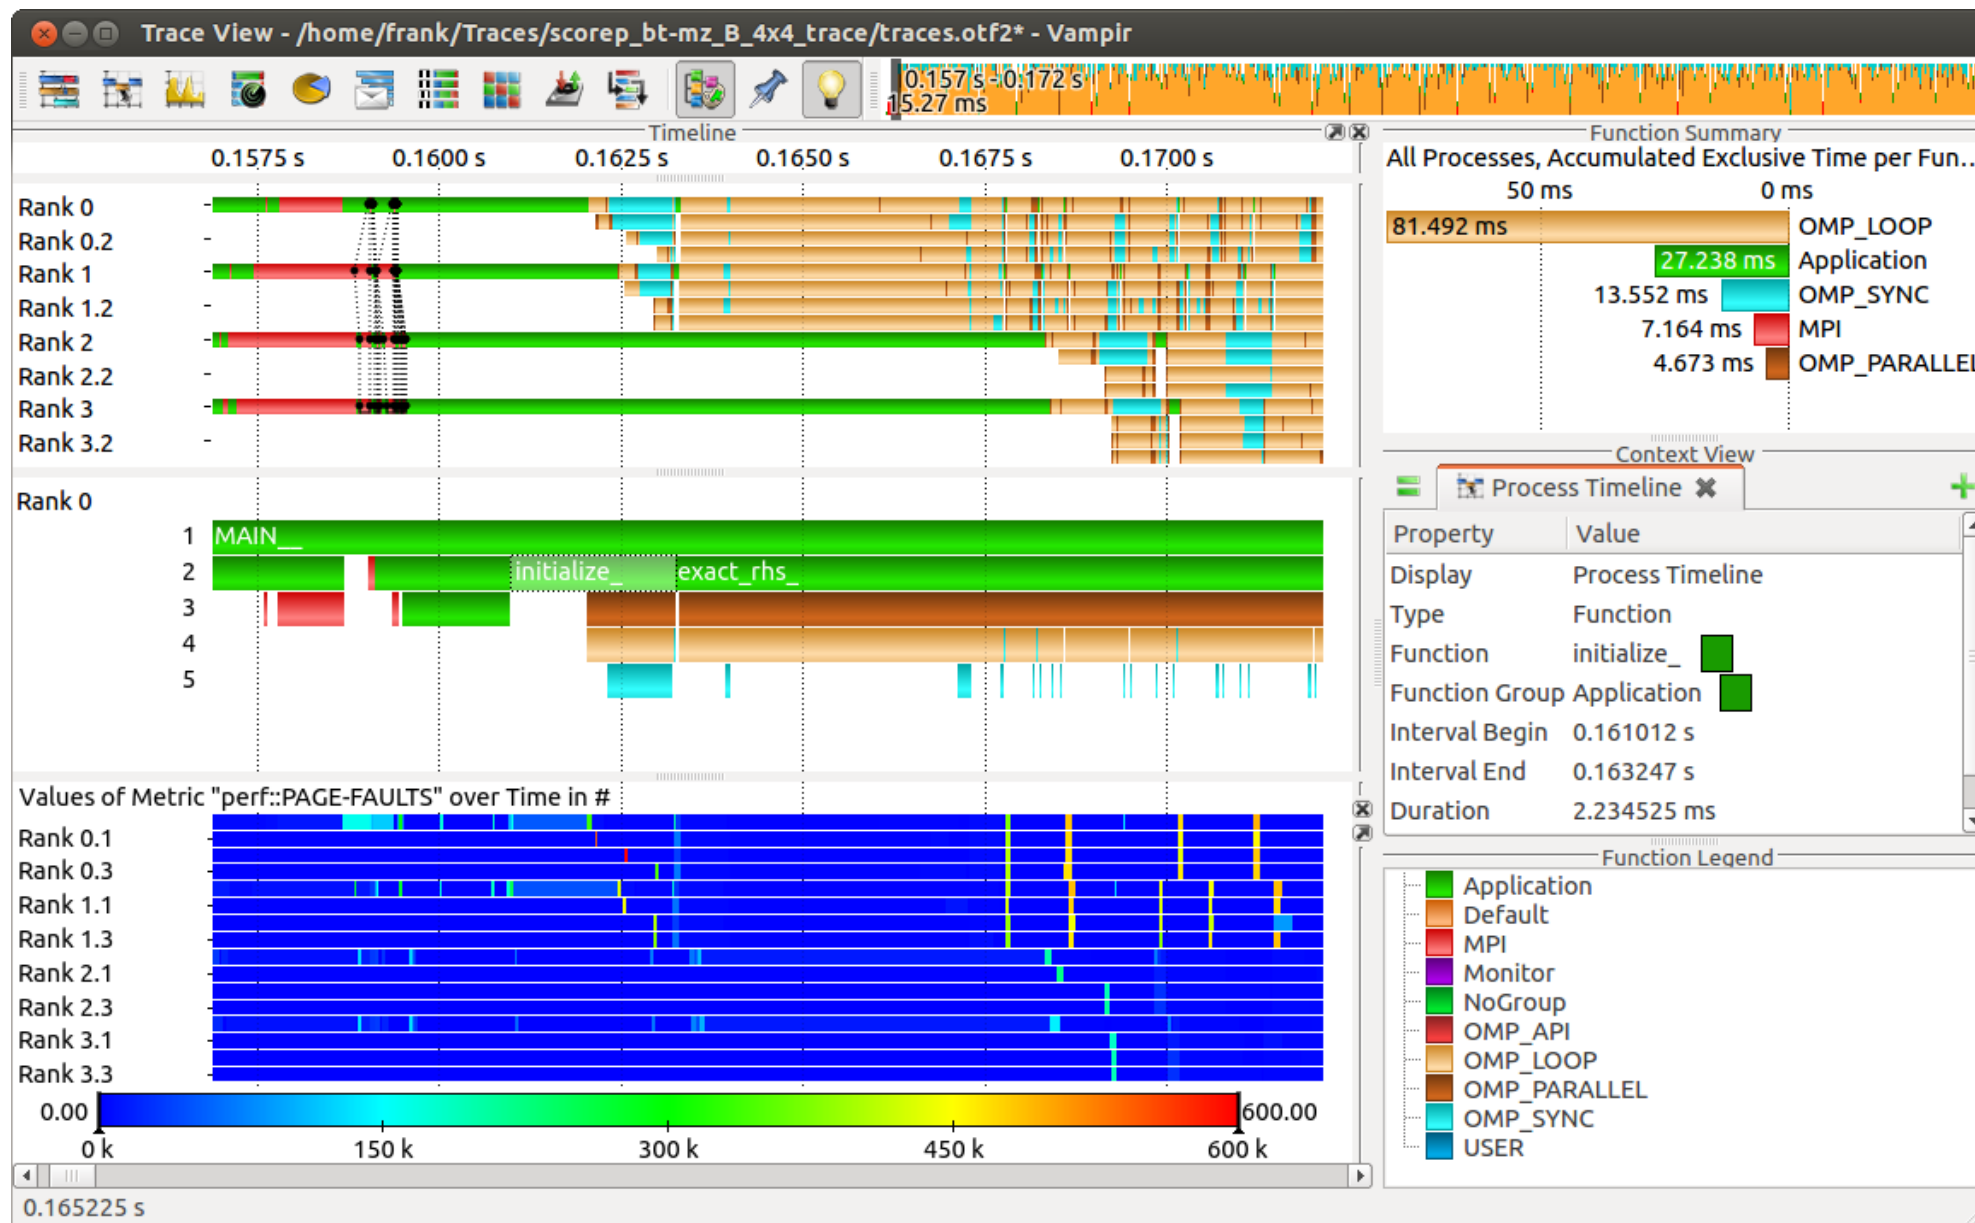 Trace View - /home/frank/Traces/scorep_bt-mz_B_4x4_trace/traces.otf2* - Vampir
0.157 s - 0.172 s
15.27 ms
Timeline
0.1575 s 0.1600 s 0.1625 s 0.1650 s 0.1675 s 0.1700 s
Rank 0
Rank 0.2
Rank 1
Rank 1.2
Rank 2
Rank 2.2
Rank 3
Rank 3.2
Rank 0
1 MAIN__
2 initialize_ exact_rhs_
3
4
5
Values of Metric "perf::PAGE-FAULTS" over Time in #
Rank 0.1
Rank 0.3
Rank 1.1
Rank 1.3
Rank 2.1
Rank 2.3
Rank 3.1
Rank 3.3
0.00 600.00
0 k 150 k 300 k 450 k 600 k
0.165225 s
Function Summary
All Processes, Accumulated Exclusive Time per Fun...
50 ms 0 ms
81.492 ms OMP_LOOP
27.238 ms Application
13.552 ms OMP_SYNC
7.164 ms MPI
4.673 ms OMP_PARALLEL
Context View
Process Timeline
Property Value
Display Process Timeline
Type Function
Function initialize_
Function Group Application
Interval Begin 0.161012 s
Interval End 0.163247 s
Duration 2.234525 ms
Function Legend
Application
Default
MPI
Monitor
NoGroup
OMP_API
OMP_LOOP
OMP_PARALLEL
OMP_SYNC
USER